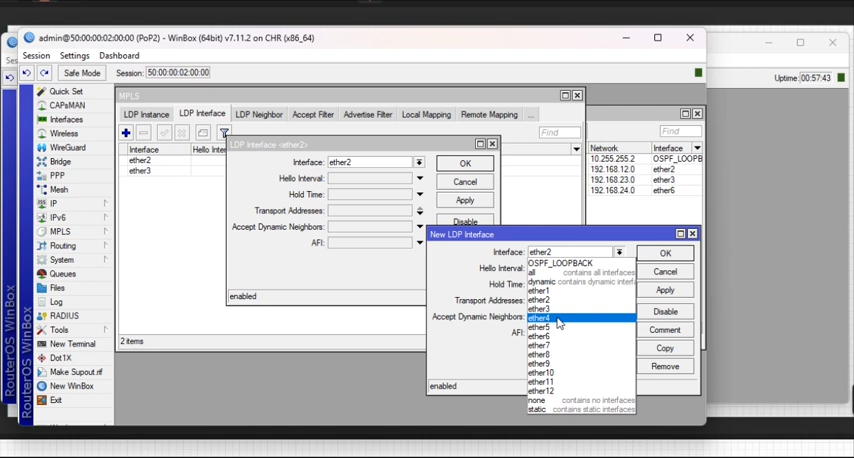 admin@50:00:00:02:00:00 (PoP2) - WinBox (64bit) v7.11.2 on CHR (x86_64)
Session Settings Dashboard
Safe Mode Session: 50:00:00:02:00:00
Uptime: 00:57:43
Quick Set
CAPsMAN
Interfaces
Wireless
WireGuard
Bridge
PPP
Mesh
IP
IPv6
MPLS
Routing
System
Queues
Files
Log
RADIUS
Tools
New Terminal
Dot1X
Make Supout.rif
New WinBox
Exit
RouterOS WinBox
RouterOS WinBox
MPLS
LDP Instance LDP Interface LDP Neighbor Accept Filter Advertise Filter Local Mapping Remote Mapping ...
Find
Interface Hello Inter
ether2
ether3
2 items
LDP Interface <ether2>
Interface: ether2
Hello Interval:
Hold Time:
Transport Addresses:
Accept Dynamic Neighbors:
AFI:
OK
Cancel
Apply
Disable
enabled
Find
Network Interface
10.255.255.2 OSPF_LOOPB
192.168.12.0 ether2
192.168.23.0 ether3
192.168.24.0 ether6
New LDP Interface
Interface: ether2
Hello Interval:
Hold Time:
Transport Addresses:
Accept Dynamic Neighbors:
AFI:
OSPF_LOOPBACK
all contains all interfaces
dynamic contains dynamic interfa
ether1
ether2
ether3
ether4
ether5
ether6
ether7
ether8
ether9
ether10
ether11
ether12
none contains no interfaces
static contains static interfaces
OK
Cancel
Apply
Disable
Comment
Copy
Remove
enabled